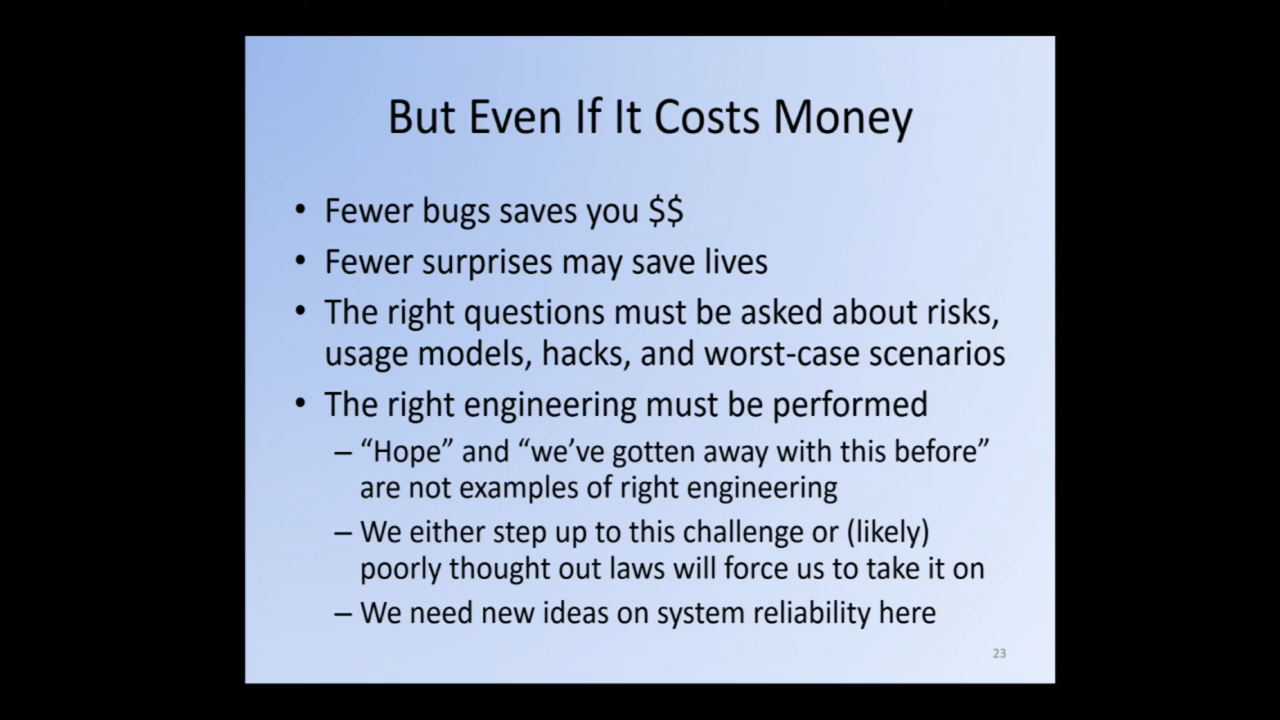 But Even If It Costs Money
• Fewer bugs saves you $$
• Fewer surprises may save lives
• The right questions must be asked about risks,
usage models, hacks, and worst-case scenarios
• The right engineering must be performed
– “Hope” and “we’ve gotten away with this before”
are not examples of right engineering
– We either step up to this challenge or (likely)
poorly thought out laws will force us to take it on
– We need new ideas on system reliability here
23